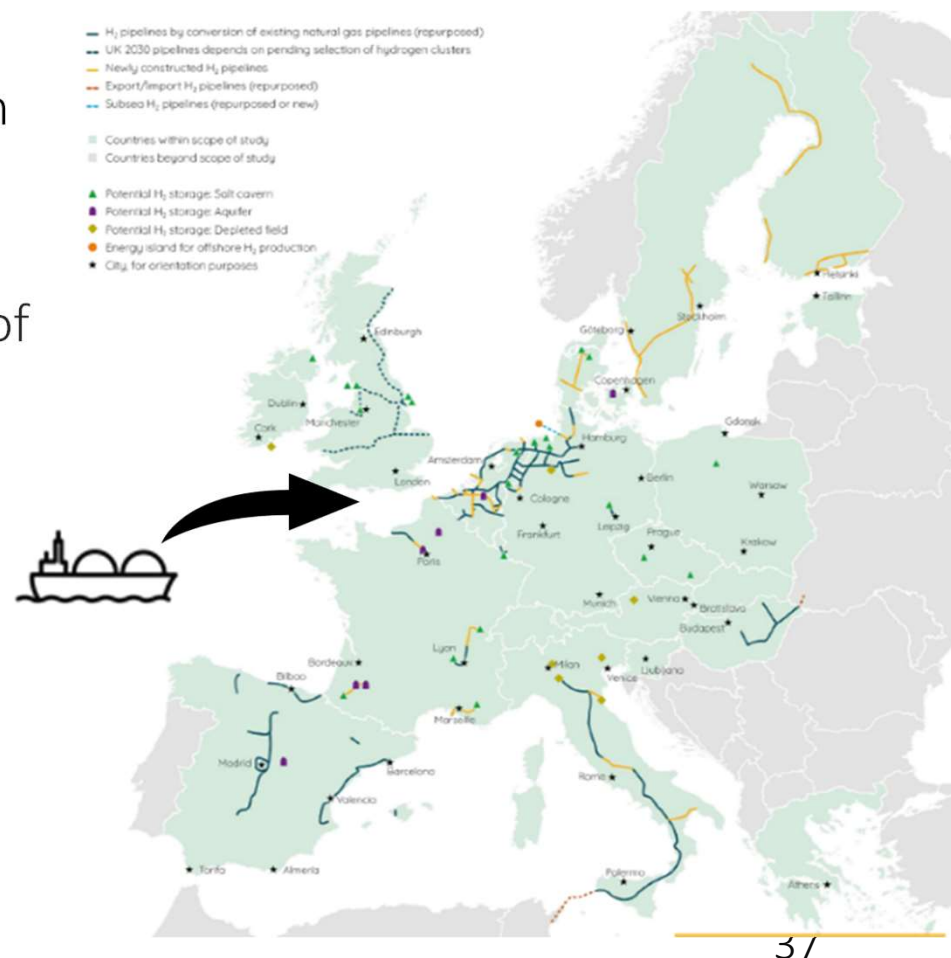 n
of
H₂ pipelines by conversion of existing natural gas pipelines (repurposed)
UK 2030 pipelines depends on pending selection of hydrogen clusters
Newly constructed H₂ pipelines
Export/Import H₂ pipelines (repurposed)
Subsea H₂ pipelines (repurposed or new)
Countries within scope of study
Countries beyond scope of study
Potential H₂ storage: Salt cavern
Potential H₂ storage: Aquifer
Potential H₂ storage: Depleted field
Energy island for offshore H₂ production
City, for orientation purposes
Helsinki
Tallinn
Stockholm
Göteborg
Edinburgh
Copenhagen
Dublin
Manchester
Cork
Gdansk
Hamburg
Amsterdam
London
Berlin
Warsaw
Cologne
Leipzig
Frankfurt
Prague
Krakow
Paris
Munich
Vienna
Bratislava
Budapest
Lyon
Bordeaux
Milan
Venice
Ljubljano
Bilbao
Marseille
Madrid
Barcelona
Rome
Valencia
Tarifa
Almeria
Palermo
Athens
37